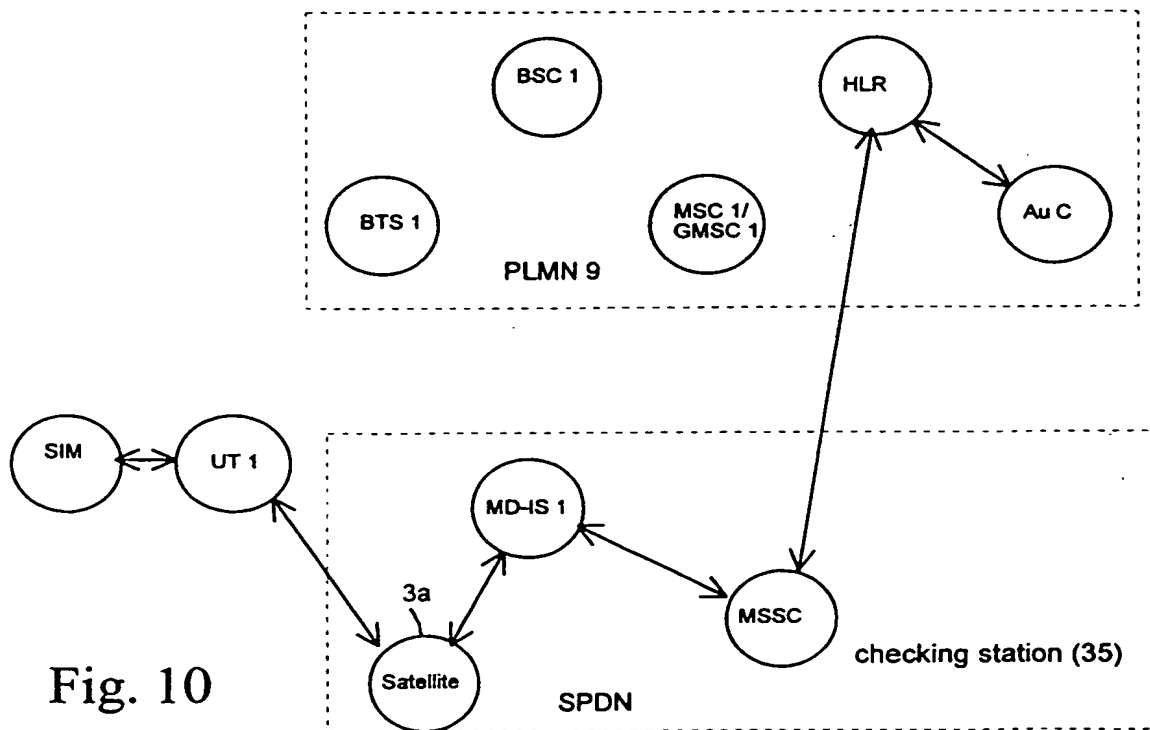 BSC 1
HLR
BTS 1
MSC 1/
GMSC 1
Au C
PLMN 9
SIM
UT 1
MD-IS 1
3a
MSSC
checking station (35)
Satellite
SPDN
Fig. 10